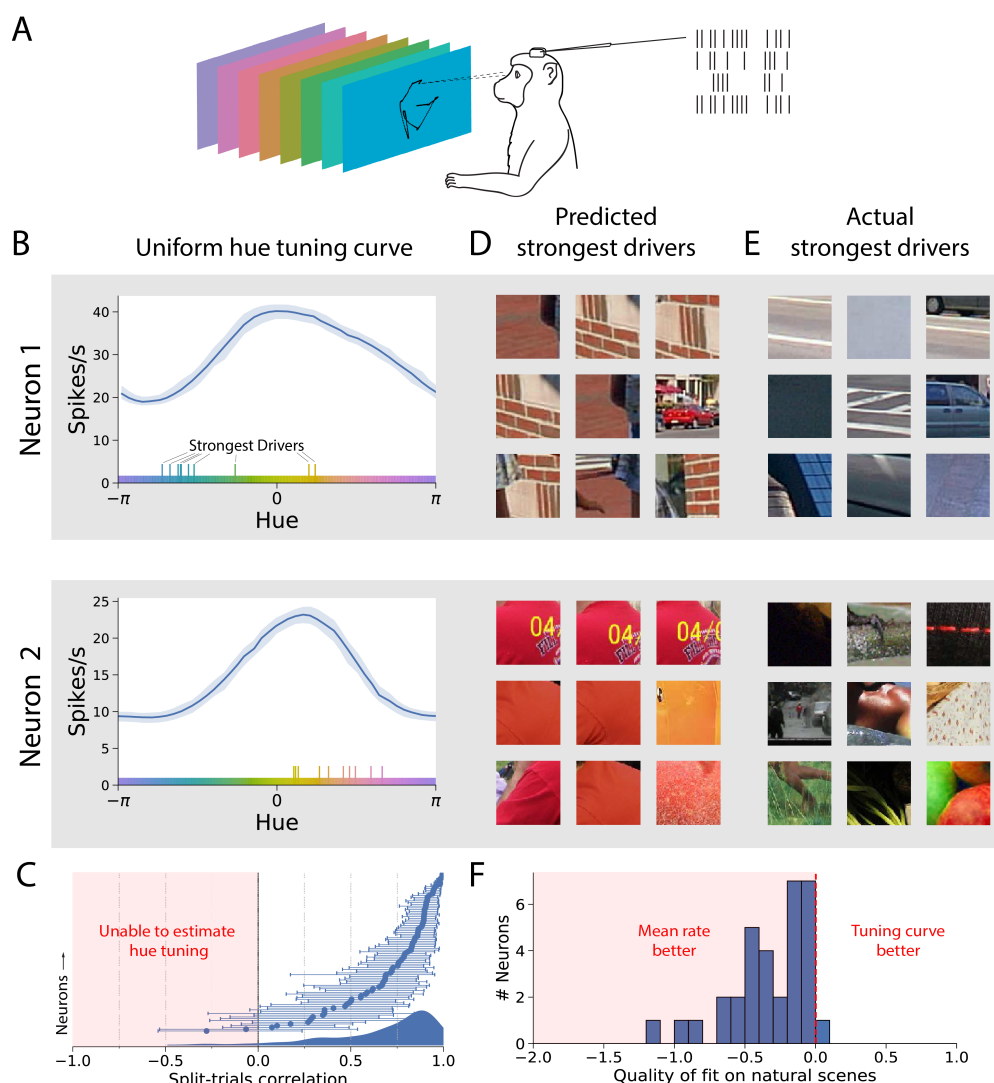 A
Predicted
strongest drivers
Actual
strongest drivers
B
Uniform hue tuning curve
D
E
Neuron 1
Spikes/s
40
30
20
10
0
Strongest Drivers
−π
0
π
Hue
Neuron 2
Spikes/s
25
20
15
10
5
0
−π
0
π
Hue
04
04/
04/
C
Unable to estimate
hue tuning
Neurons
−1.0
−0.5
0.0
0.5
1.0
Split-trials correlation
F
# Neurons
6
4
2
0
Mean rate
better
Tuning curve
better
−2.0
−1.5
−1.0
−0.5
0.0
0.5
1.0
Quality of fit on natural scenes